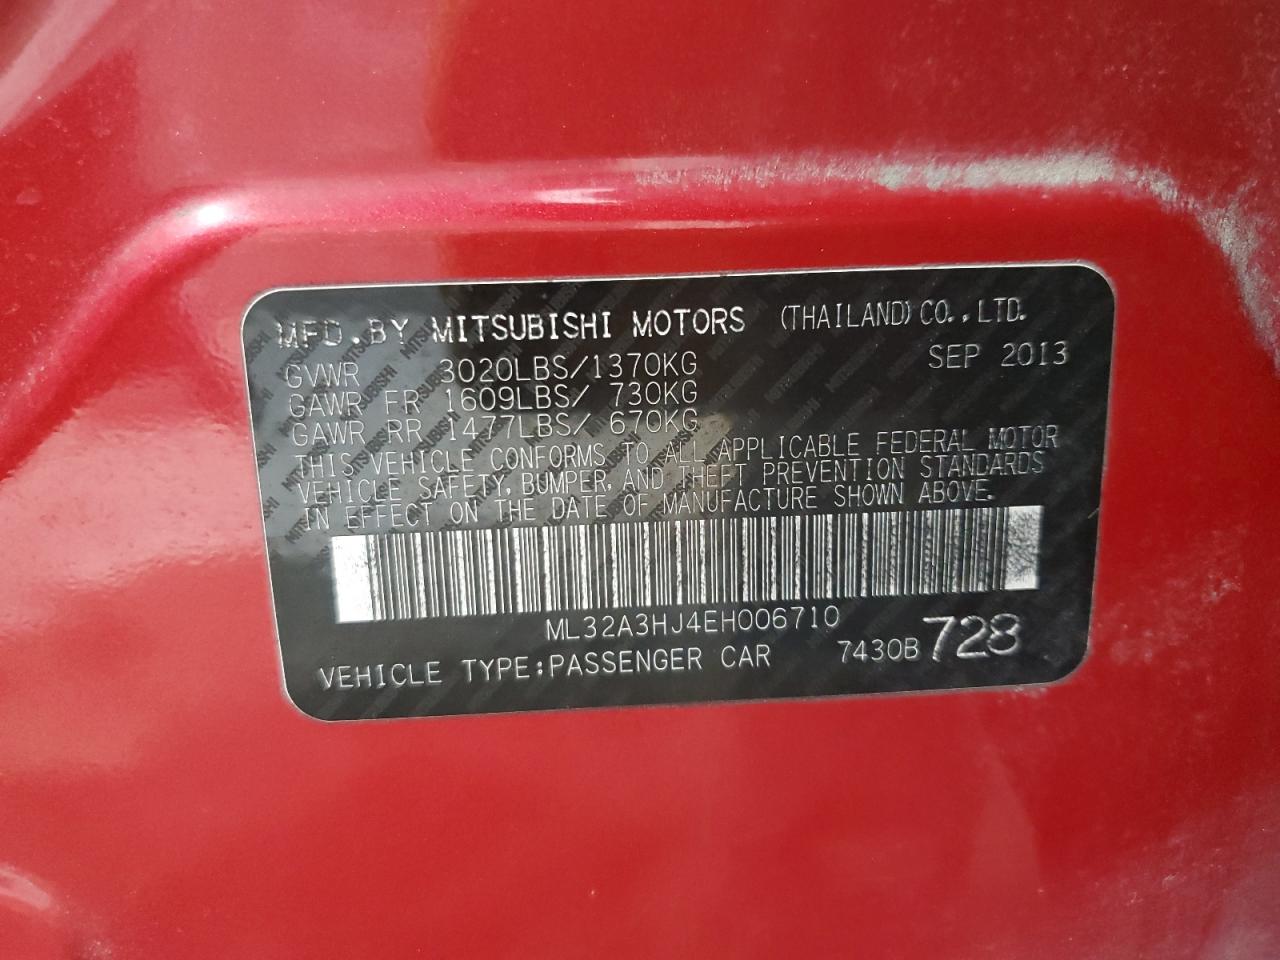 MFD.BY MITSUBISHI MOTORS (THAILAND) CO.,LTD.
SEP 2013
GVWR 3020LBS/1370KG
GAWR FR 1609LBS/ 730KG
GAWR RR 1477LBS/ 670KG
THIS VEHICLE CONFORMS TO ALL APPLICABLE FEDERAL MOTOR
VEHICLE SAFETY, BUMPER, AND THEFT PREVENTION STANDARDS
IN EFFECT ON THE DATE OF MANUFACTURE SHOWN ABOVE.
ML32A3HJ4EH006710
VEHICLE TYPE:PASSENGER CAR 7430B 728